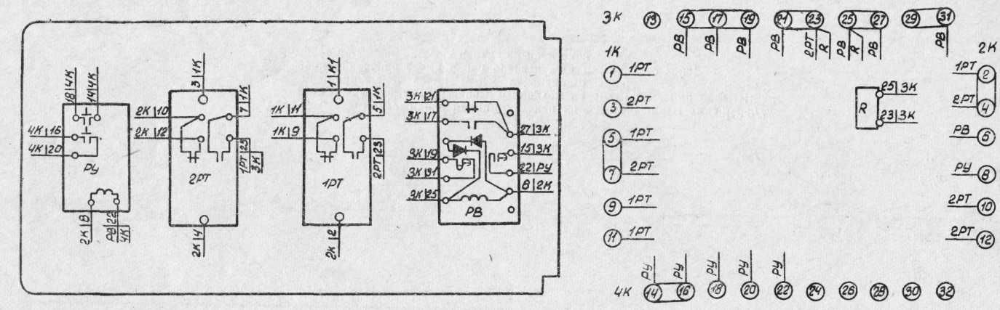 3К 13 15 17 19 21 23 25 27 29 31
РВ РВ РВ РВ 2РТ R РВ R РВ РВ
1К 2К
1 1РТ
3 2РТ
5 1РТ
7 2РТ
9 1РТ
11 1РТ
1РТ 2
2РТ 4
РВ 6
РУ 8
2РТ 10
2РТ 12
R
25|3К
23|3К
РУ РУ РУ РУ РУ
4К 14 16 18 20 22 24 26 28 30 32
18|4К
14|4К
4К|16
4К|20
РУ
2К|8
РВ|22
4К
3|1К
2К|10
7|1К
2К|12
1РТ|23
3К
2РТ
2К|4
1|К1
1К|11
5|1К
1К|9
2РТ|23
1РТ
2К|2
3К|21
3К|17
27|3К
15|3К
3К|19
22|РУ
3К|31
8|2К
3К|25
РВ